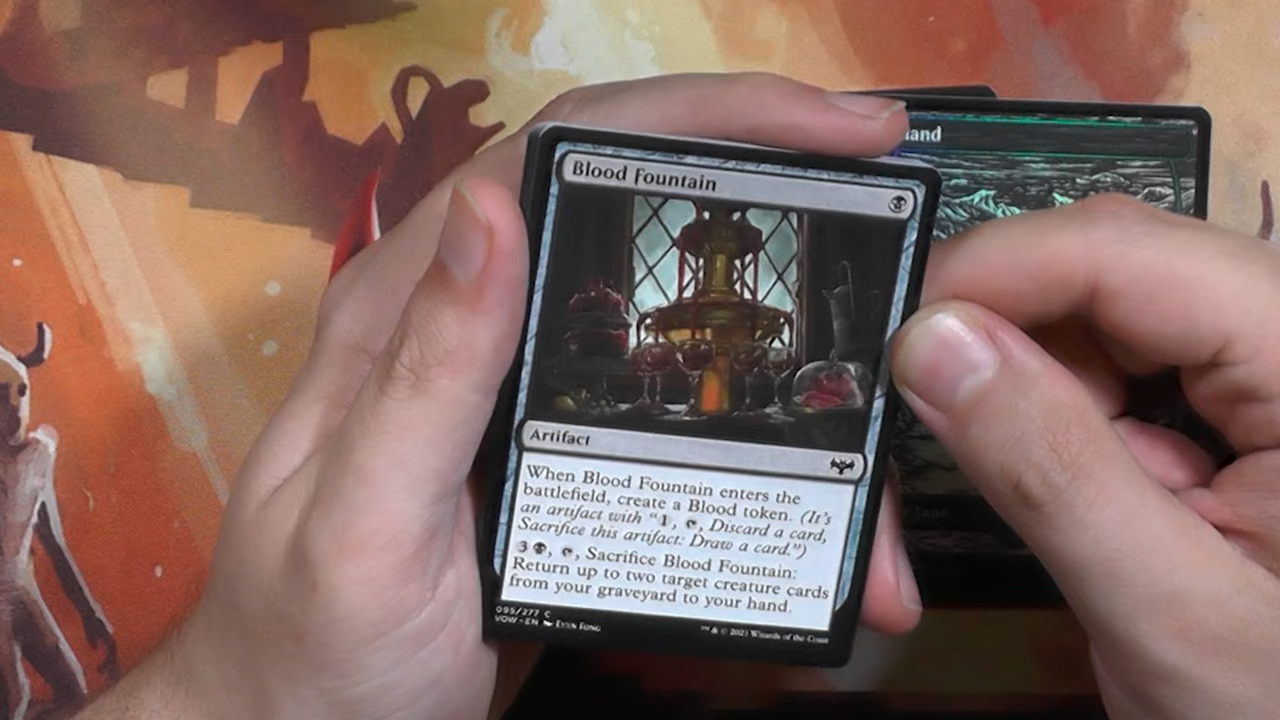 land
Blood Fountain
Artifact
When Blood Fountain enters the
battlefield, create a Blood token. (It's
an artifact with "1, , Discard a card,
Sacrifice this artifact: Draw a card.")
3 , , Sacrifice Blood Fountain:
Return up to two target creature cards
from your graveyard to your hand.
095/277 C
VOW • EN Evyn Fong
™ & © 2021 Wizards of the Coast
Land